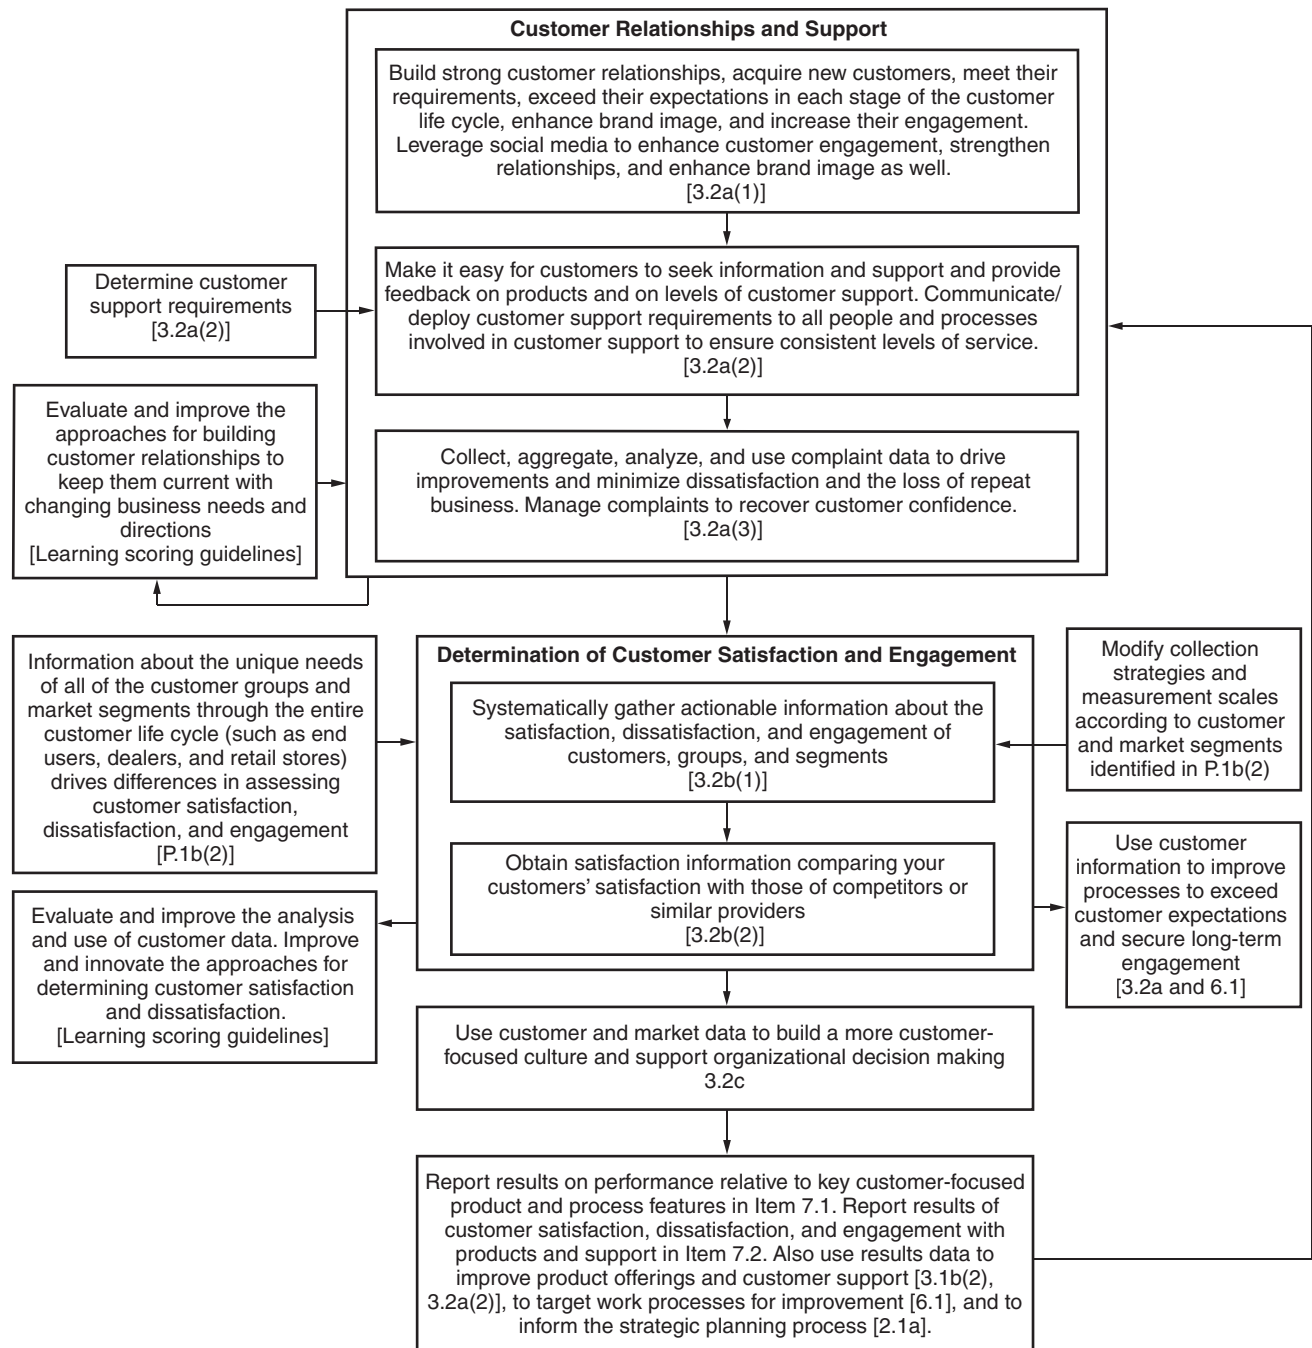 Customer Relationships and Support
Build strong customer relationships, acquire new customers, meet their
requirements, exceed their expectations in each stage of the customer
life cycle, enhance brand image, and increase their engagement.
Leverage social media to enhance customer engagement, strengthen
relationships, and enhance brand image as well.
[3.2a(1)]
Determine customer
support requirements
[3.2a(2)]
Make it easy for customers to seek information and support and provide
feedback on products and on levels of customer support. Communicate/
deploy customer support requirements to all people and processes
involved in customer support to ensure consistent levels of service.
[3.2a(2)]
Evaluate and improve the
approaches for building
customer relationships to
keep them current with
changing business needs and
directions
[Learning scoring guidelines]
Collect, aggregate, analyze, and use complaint data to drive
improvements and minimize dissatisfaction and the loss of repeat
business. Manage complaints to recover customer confidence.
[3.2a(3)]
Information about the unique needs
of all of the customer groups and
market segments through the entire
customer life cycle (such as end
users, dealers, and retail stores)
drives differences in assessing
customer satisfaction,
dissatisfaction, and engagement
[P.1b(2)]
Determination of Customer Satisfaction and Engagement
Systematically gather actionable information about the
satisfaction, dissatisfaction, and engagement of
customers, groups, and segments
[3.2b(1)]
Modify collection
strategies and
measurement scales
according to customer
and market segments
identified in P.1b(2)
Obtain satisfaction information comparing your
customers' satisfaction with those of competitors or
similar providers
[3.2b(2)]
Use customer
information to improve
processes to exceed
customer expectations
and secure long-term
engagement
[3.2a and 6.1]
Evaluate and improve the analysis
and use of customer data. Improve
and innovate the approaches for
determining customer satisfaction
and dissatisfaction.
[Learning scoring guidelines]
Use customer and market data to build a more customer-
focused culture and support organizational decision making
3.2c
Report results on performance relative to key customer-focused
product and process features in Item 7.1. Report results of
customer satisfaction, dissatisfaction, and engagement with
products and support in Item 7.2. Also use results data to
improve product offerings and customer support [3.1b(2),
3.2a(2)], to target work processes for improvement [6.1], and to
inform the strategic planning process [2.1a].